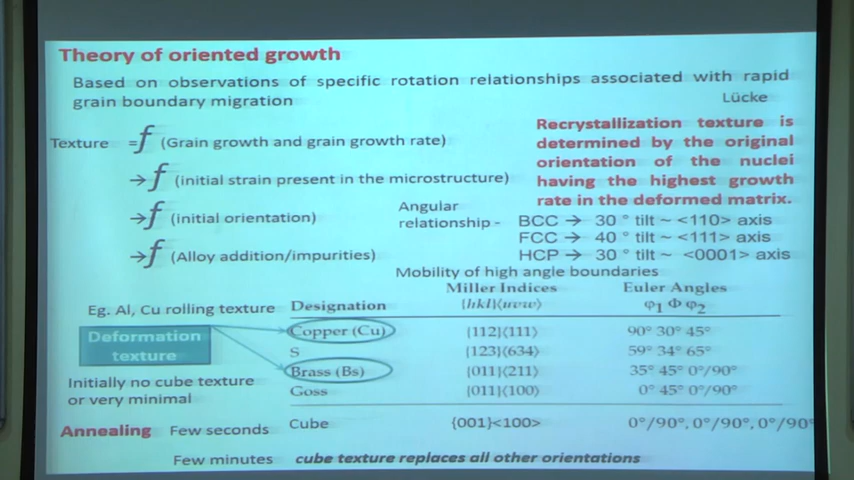 Theory of oriented growth
Based on observations of specific rotation relationships associated with rapid
grain boundary migration
Lücke
Texture =f (Grain growth and grain growth rate)
→f (initial strain present in the microstructure)
→f (initial orientation)
→f (Alloy addition/impurities)
Recrystallization texture is
determined by the original
orientation of the nuclei
having the highest growth
rate in the deformed matrix.
Angular
relationship -
BCC → 30 ° tilt ~ <110> axis
FCC → 40 ° tilt ~ <111> axis
HCP → 30 ° tilt ~ <0001> axis
Mobility of high angle boundaries
Eg. Al, Cu rolling texture
Deformation
texture
Initially no cube texture
or very minimal
Designation Miller Indices {hkl}⟨uvw⟩ Euler Angles φ1 Φ φ2
Copper (Cu) {112}⟨111⟩ 90° 30° 45°
S {123}⟨634⟩ 59° 34° 65°
Brass (Bs) {011}⟨211⟩ 35° 45° 0°/90°
Goss {011}⟨100⟩ 0° 45° 0°/90°
Annealing Few seconds Cube {001}<100> 0°/90°, 0°/90°, 0°/90°
Few minutes cube texture replaces all other orientations